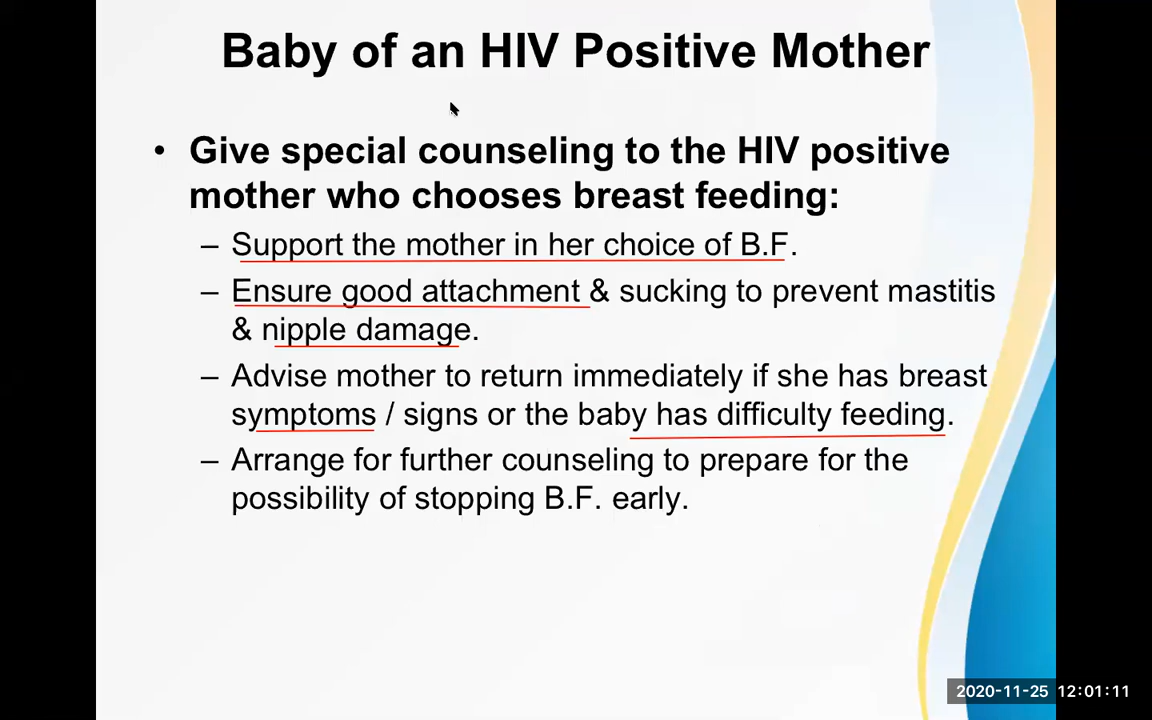 Baby of an HIV Positive Mother
• Give special counseling to the HIV positive
mother who chooses breast feeding:
– Support the mother in her choice of B.F.
– Ensure good attachment & sucking to prevent mastitis
& nipple damage.
– Advise mother to return immediately if she has breast
symptoms / signs or the baby has difficulty feeding.
– Arrange for further counseling to prepare for the
possibility of stopping B.F. early.
2020-11-25 12:01:11